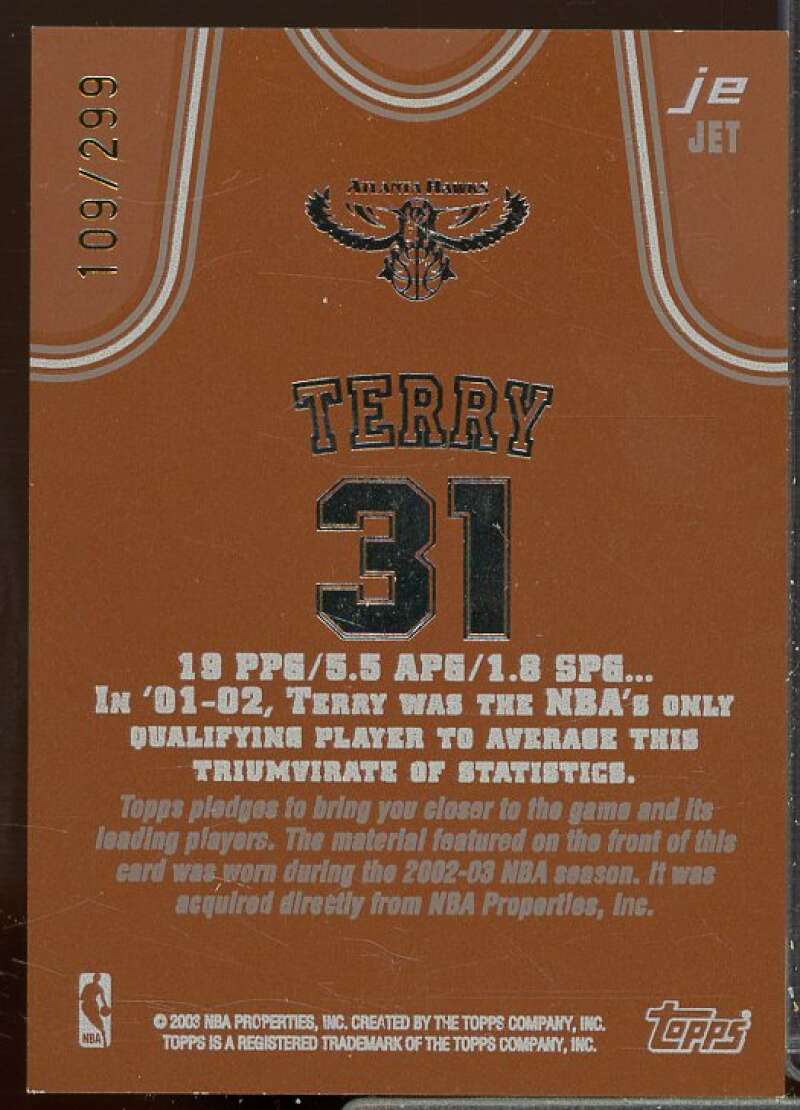 109/299
je
JET
ATLANTA HAWKS
TERRY
31
19 PPG/5.5 APG/1.8 SPG...
IN '01-02, TERRY WAS THE NBA'S ONLY
QUALIFYING PLAYER TO AVERAGE THIS
TRIUMVIRATE OF STATISTICS.
Topps pledges to bring you closer to the game and its
leading players. The material featured on the front of this
card was worn during the 2002-03 NBA season. It was
acquired directly from NBA Properties, Inc.
NBA
© 2003 NBA PROPERTIES, INC. CREATED BY THE TOPPS COMPANY, INC.
TOPPS IS A REGISTERED TRADEMARK OF THE TOPPS COMPANY, INC.
topps®